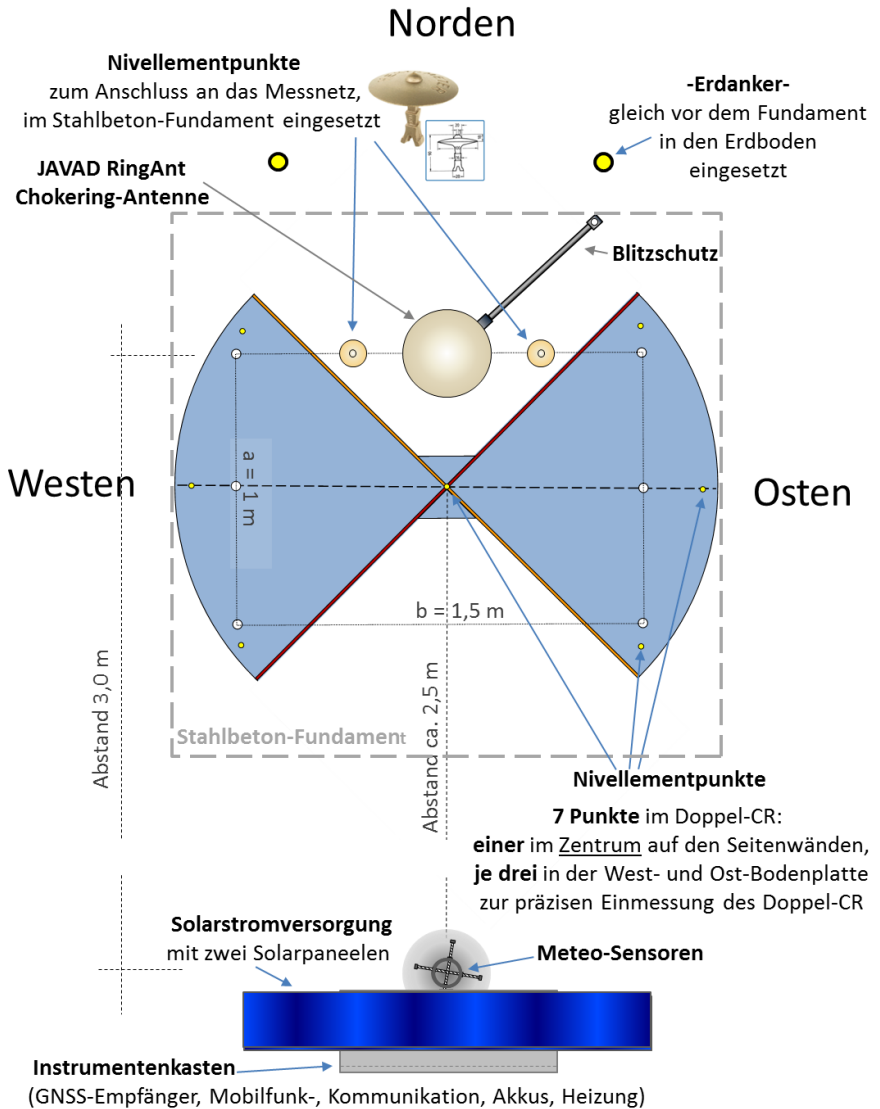 Norden
Nivellementpunkte
zum Anschluss an das Messnetz,
im Stahlbeton-Fundament eingesetzt
-Erdanker-
gleich vor dem Fundament
in den Erdboden
eingesetzt
JAVAD RingAnt
Chokering-Antenne
Blitzschutz
Westen
a = 1 m
Osten
b = 1,5 m
Abstand 3,0 m
Abstand ca. 2,5 m
Stahlbeton-Fundament
Nivellementpunkte
7 Punkte im Doppel-CR:
einer im Zentrum auf den Seitenwänden,
je drei in der West- und Ost-Bodenplatte
zur präzisen Einmessung des Doppel-CR
Solarstromversorgung
mit zwei Solarpaneelen
Meteo-Sensoren
Instrumentenkasten
(GNSS-Empfänger, Mobilfunk-, Kommunikation, Akkus, Heizung)